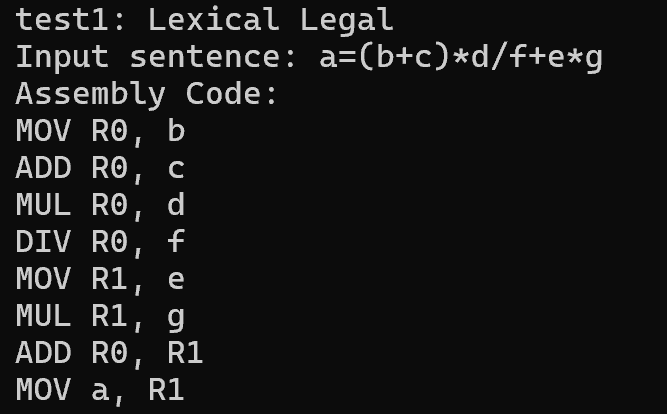 test1: Lexical Legal
Input sentence: a=(b+c)*d/f+e*g
Assembly Code:
MOV R0, b
ADD R0, c
MUL R0, d
DIV R0, f
MOV R1, e
MUL R1, g
ADD R0, R1
MOV a, R1